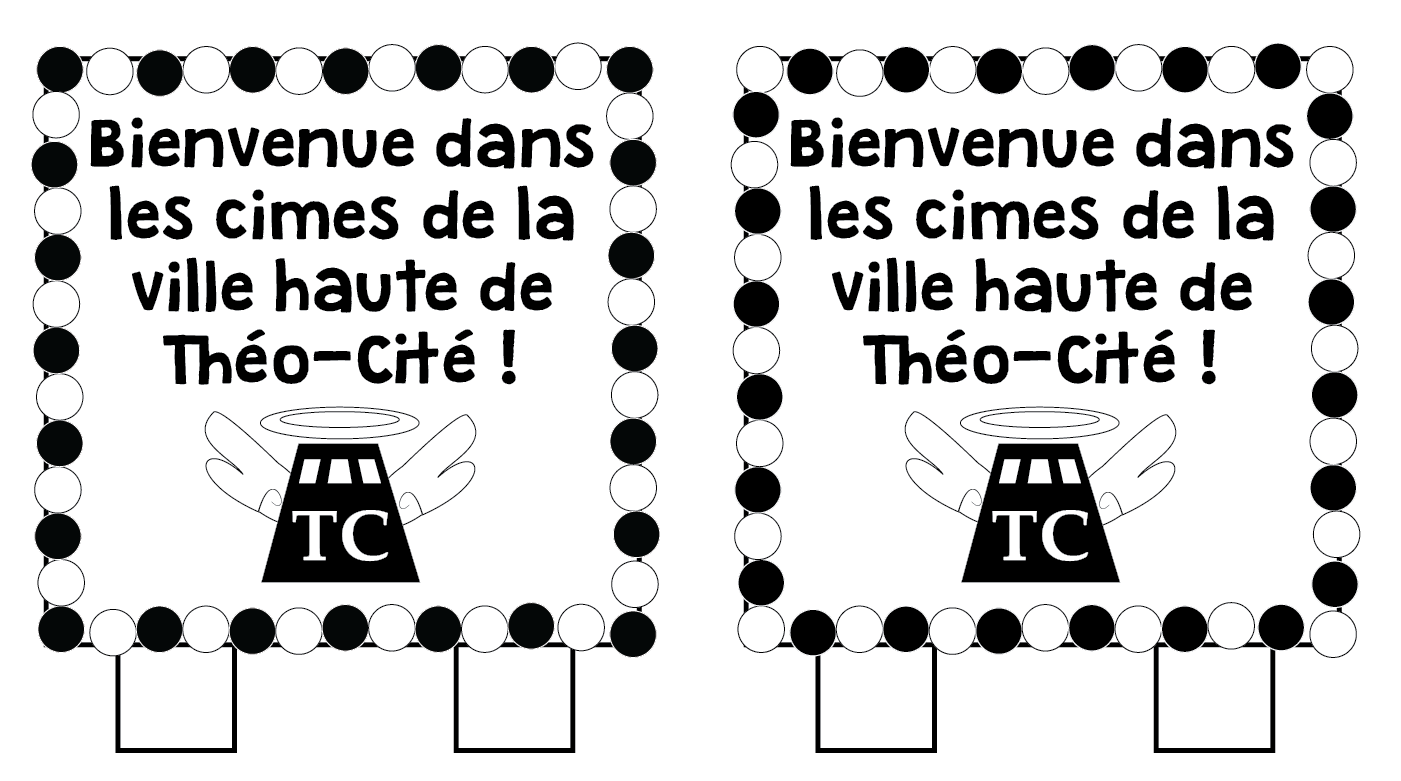 Bienvenue dans
les cimes de la
ville haute de
Théo-Cité !
TC
Bienvenue dans
les cimes de la
ville haute de
Théo-Cité !
TC